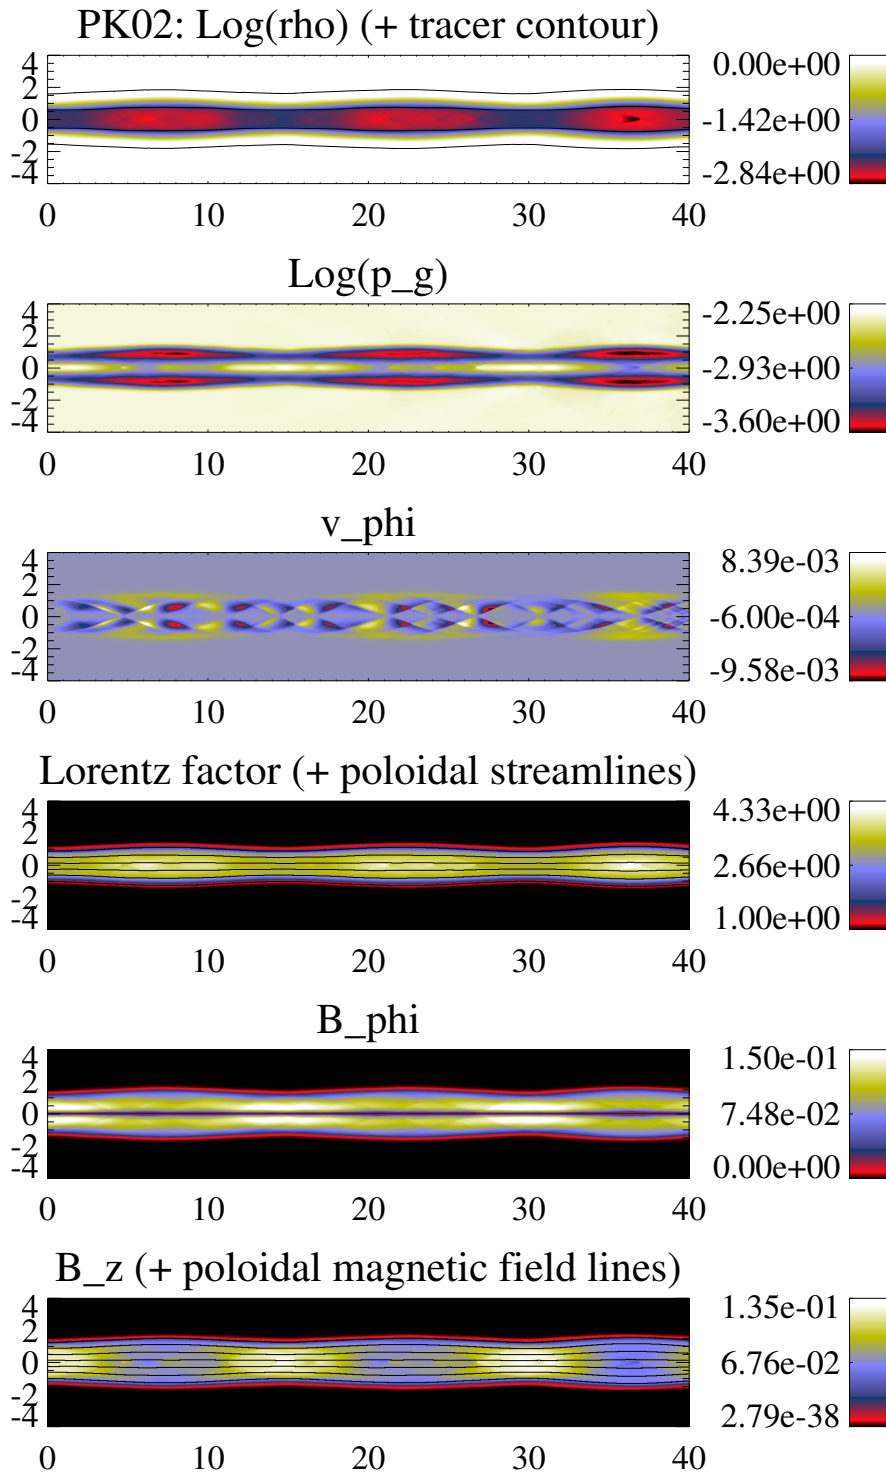 PK02: Log(rho) (+ tracer contour)
4
2
0
-2
-4
0 10 20 30 40
0.00e+00
-1.42e+00
-2.84e+00
Log(p_g)
4
2
0
-2
-4
0 10 20 30 40
-2.25e+00
-2.93e+00
-3.60e+00
v_phi
4
2
0
-2
-4
0 10 20 30 40
8.39e-03
-6.00e-04
-9.58e-03
Lorentz factor (+ poloidal streamlines)
4
2
0
-2
-4
0 10 20 30 40
4.33e+00
2.66e+00
1.00e+00
B_phi
4
2
0
-2
-4
0 10 20 30 40
1.50e-01
7.48e-02
0.00e+00
B_z (+ poloidal magnetic field lines)
4
2
0
-2
-4
0 10 20 30 40
1.35e-01
6.76e-02
2.79e-38